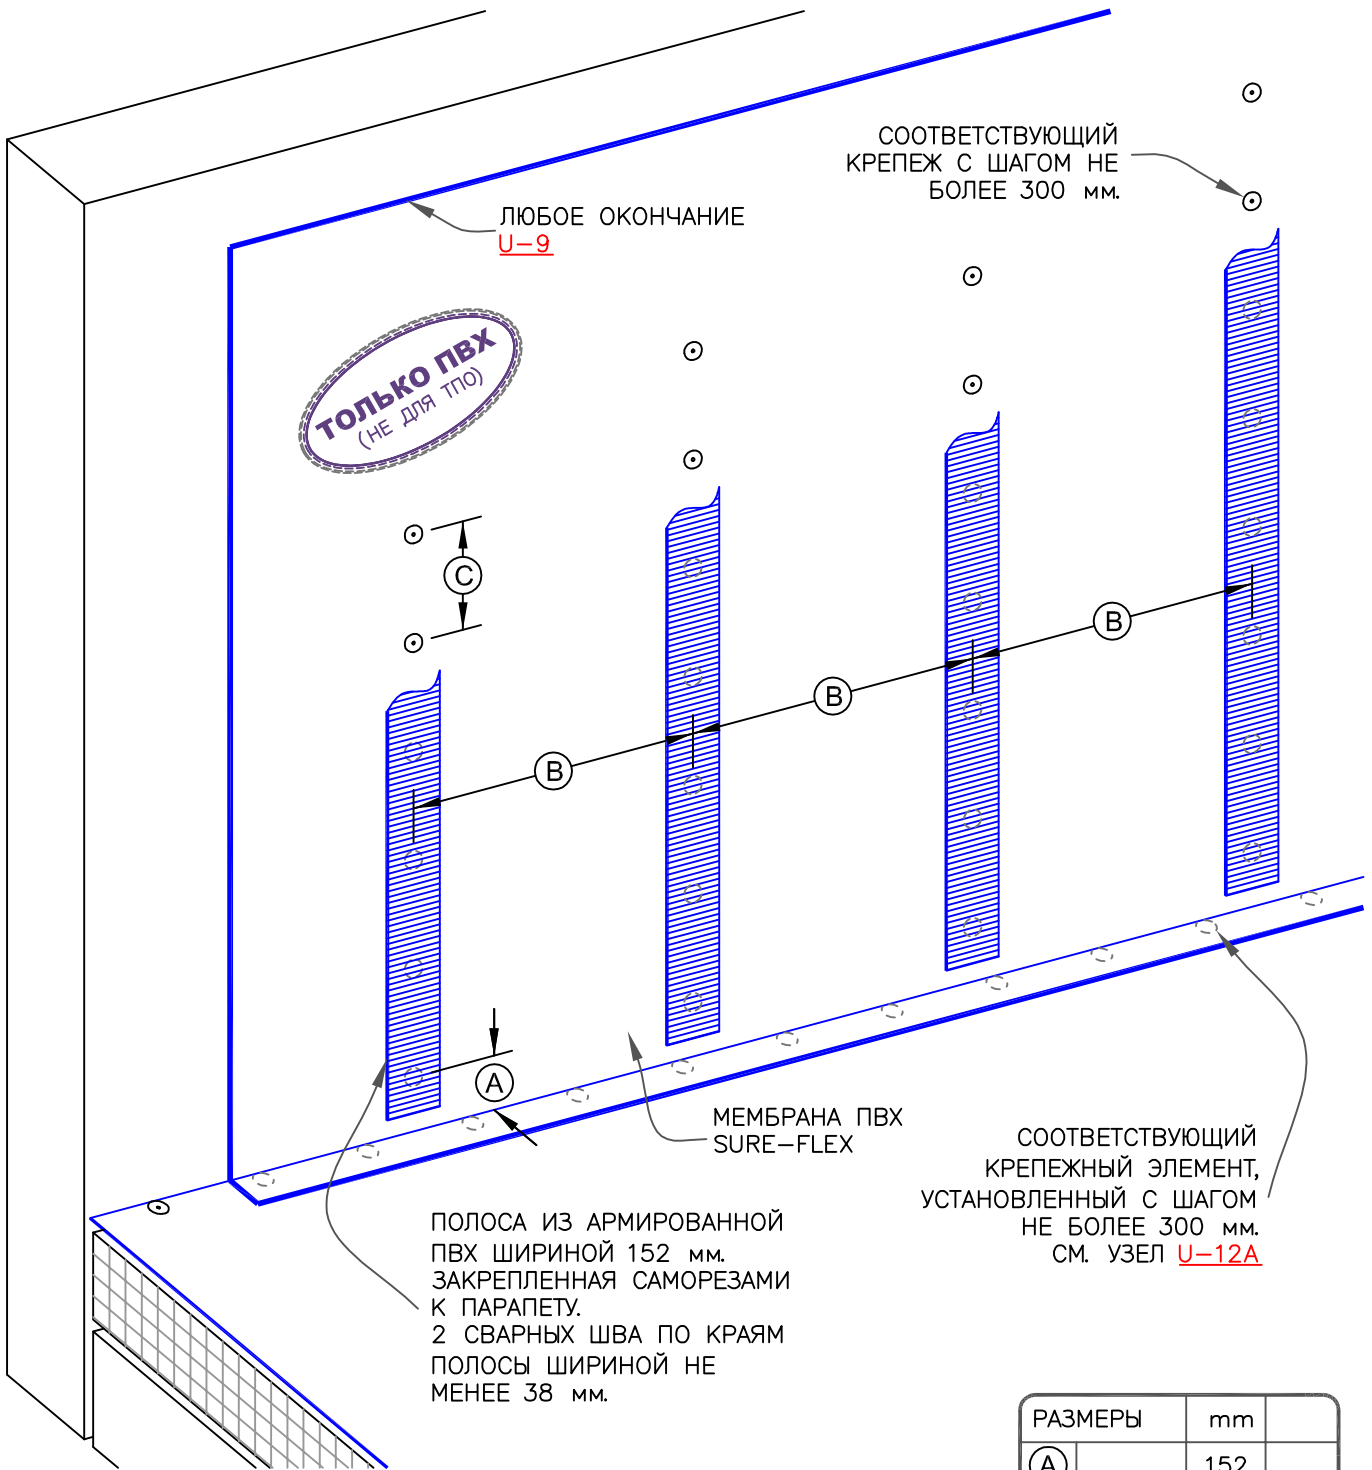 СООТВЕТСТВУЮЩИЙ
КРЕПЕЖ С ШАГОМ НЕ
БОЛЕЕ 300 мм.
ЛЮБОЕ ОКОНЧАНИЕ
U-9
ТОЛЬКО ПВХ
(НЕ ДЛЯ ТПО)
C
B
B
B
A
МЕМБРАНА ПВХ
SURE-FLEX
СООТВЕТСТВУЮЩИЙ
КРЕПЕЖНЫЙ ЭЛЕМЕНТ,
УСТАНОВЛЕННЫЙ С ШАГОМ
НЕ БОЛЕЕ 300 мм.
СМ. УЗЕЛ U-12A
ПОЛОСА ИЗ АРМИРОВАННОЙ
ПВХ ШИРИНОЙ 152 мм.
ЗАКРЕПЛЕННАЯ САМОРЕЗАМИ
К ПАРАПЕТУ.
2 СВАРНЫХ ШВА ПО КРАЯМ
ПОЛОСЫ ШИРИНОЙ НЕ
МЕНЕЕ 38 мм.
РАЗМЕРЫ mm
A 152